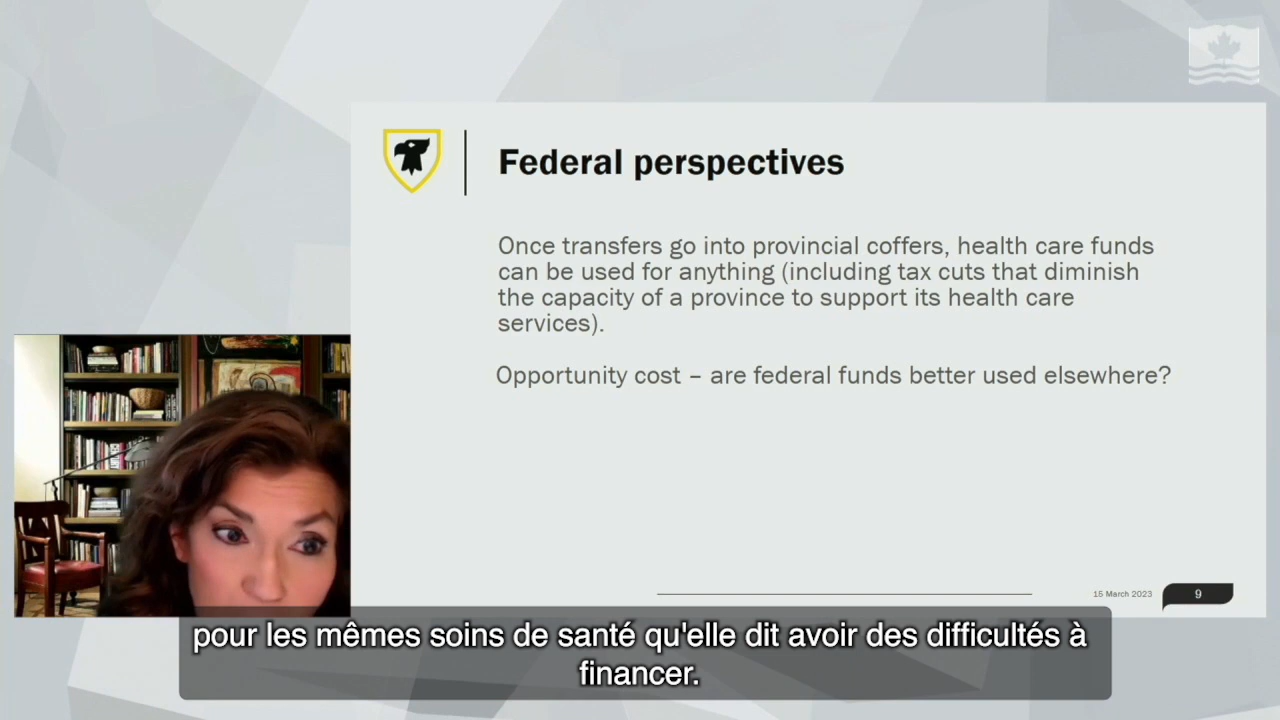 Federal perspectives
Once transfers go into provincial coffers, health care funds
can be used for anything (including tax cuts that diminish
the capacity of a province to support its health care
services).
Opportunity cost – are federal funds better used elsewhere?
15 March 2023
9
pour les mêmes soins de santé qu'elle dit avoir des difficultés à
financer.